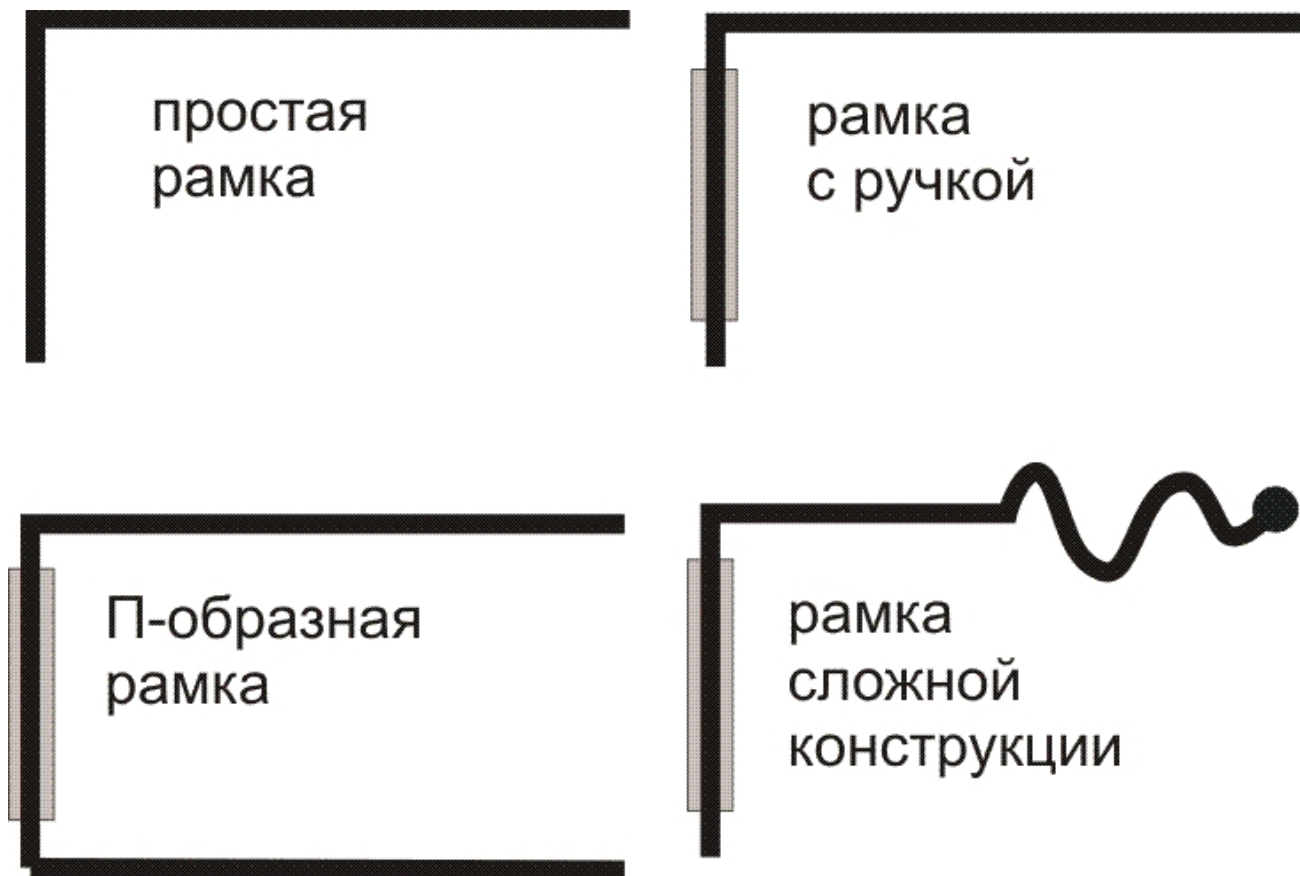 простая
рамка
рамка
с ручкой
П-образная
рамка
рамка
сложной
конструкции